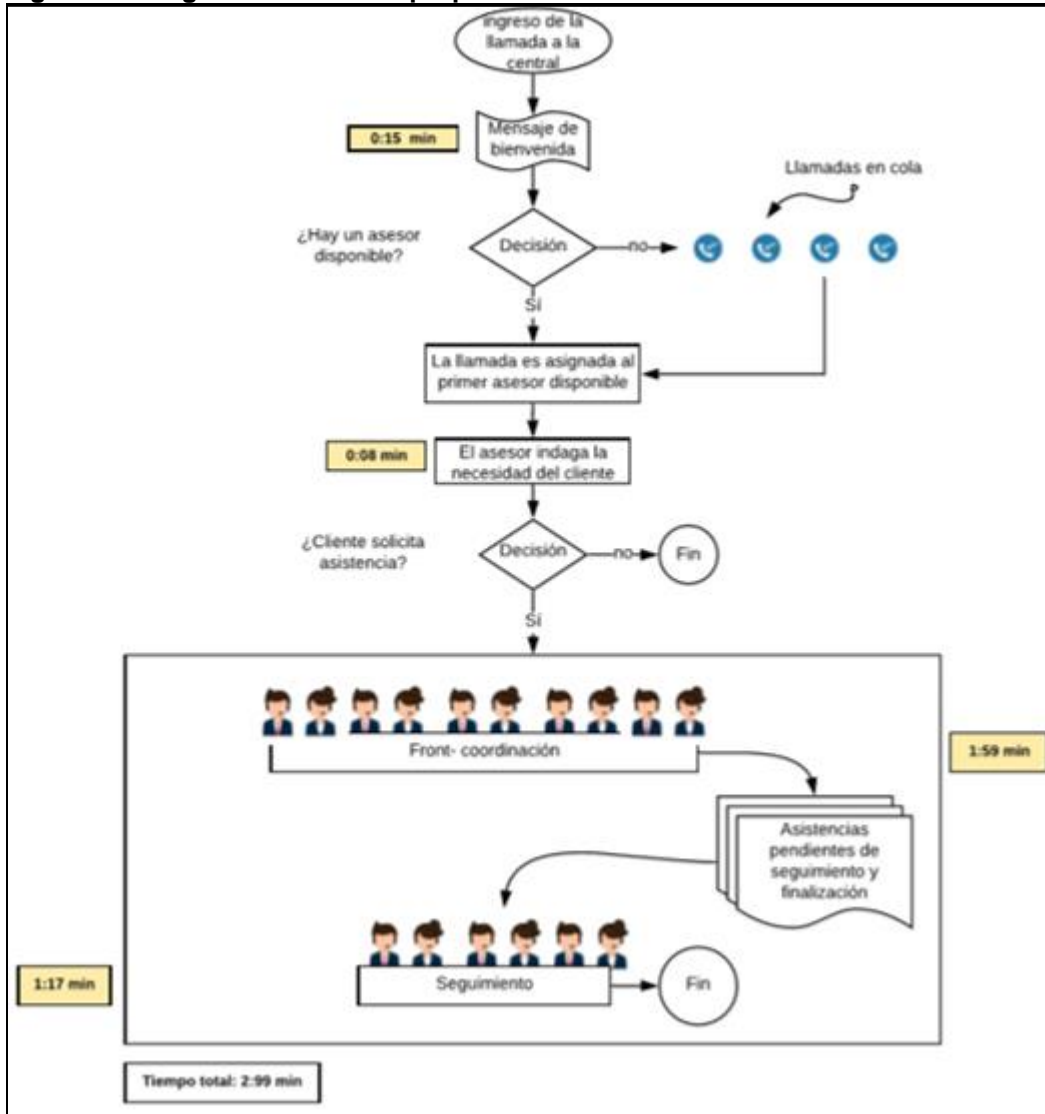 ingreso de la
llamada a la
central
0:15 min
Mensaje de
bienvenida
Llamadas en cola
¿Hay un asesor
disponible?
Decisión
no
Sí
La llamada es asignada al
primer asesor disponible
0:08 min
El asesor indaga la
necesidad del cliente
¿Cliente solicita
asistencia?
Decisión
no
Fin
Sí
Front- coordinación
1:59 min
Asistencias
pendientes de
seguimiento y
finalización
1:17 min
Seguimiento
Fin
Tiempo total: 2:99 min